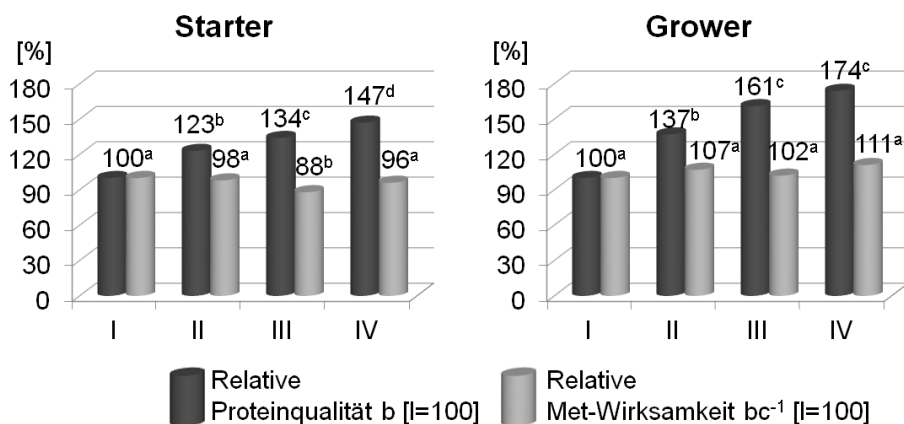 Starter
[%]
180
150
120
90
60
30
0
100ᵃ
123ᵇ
98ᵃ
134ᶜ
88ᵇ
147ᵈ
96ᵃ
I II III IV
Grower
[%]
180
150
120
90
60
30
0
100ᵃ
137ᵇ
107ᵃ
161ᶜ
102ᵃ
174ᶜ
111ᵃ
I II III IV
Relative
Proteinqualität b [I=100]
Relative
Met-Wirksamkeit bc⁻¹ [I=100]